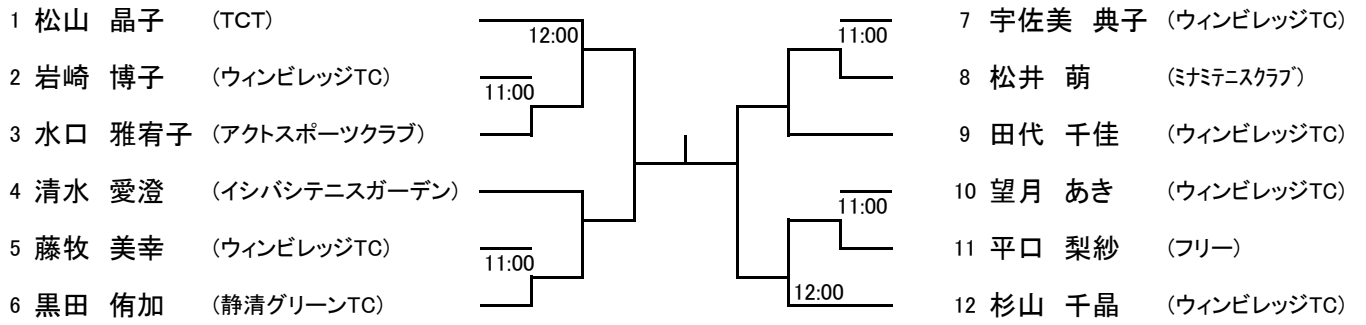 1 松山 晶子 (TCT)
12:00
2 岩崎 博子 (ウィンビレッジTC)
11:00
3 水口 雅宥子 (アクトスポーツクラブ)
4 清水 愛澄 (イシバシテニスガーデン)
5 藤牧 美幸 (ウィンビレッジTC)
11:00
6 黒田 侑加 (静清グリーンTC)
7 宇佐美 典子 (ウィンビレッジTC)
11:00
8 松井 萌 (ミナミテニスクラブ)
9 田代 千佳 (ウィンビレッジTC)
10 望月 あき (ウィンビレッジTC)
11:00
11 平口 梨紗 (フリー)
12:00
12 杉山 千晶 (ウィンビレッジTC)